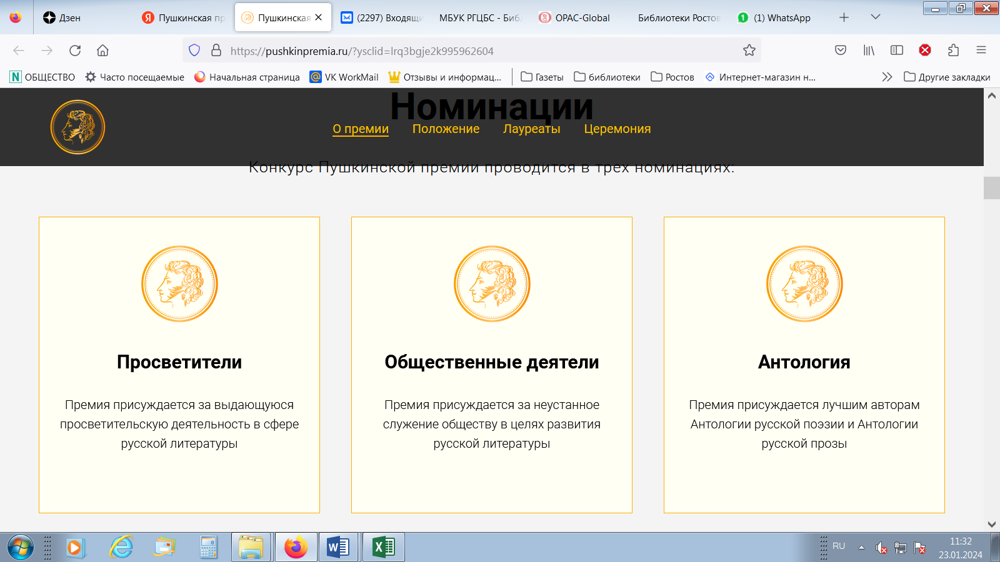 Дзен
Пушкинская пр
Пушкинская
(2297) Входящи
МБУК РГЦБС - Биб
OPAC-Global
Библиотеки Ростов
(1) WhatsApp
https://pushkinpremia.ru/?ysclid=lrq3bgje2k995962604
ОБЩЕСТВО
Часто посещаемые
Начальная страница
VK WorkMail
Отзывы и информац...
Газеты
библиотеки
Ростов
Интернет-магазин н...
Другие закладки
Номинации
О премии
Положение
Лауреаты
Церемония
Конкурс Пушкинской премии проводится в трех номинациях:
Просветители
Премия присуждается за выдающуюся
просветительскую деятельность в сфере
русской литературы
Общественные деятели
Премия присуждается за неустанное
служение обществу в целях развития
русской литературы
Антология
Премия присуждается лучшим авторам
Антологии русской поэзии и Антологии
русской прозы
RU
11:32
23.01.2024